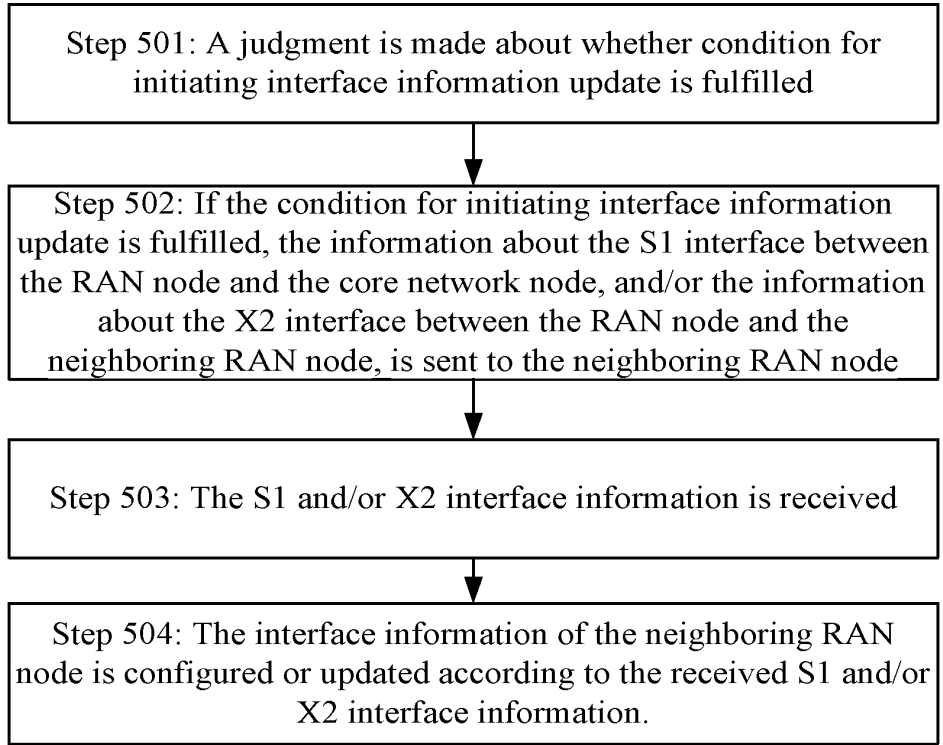 Step 501: A judgment is made about whether condition for
initiating interface information update is fulfilled
Step 502: If the condition for initiating interface information
update is fulfilled, the information about the S1 interface between
the RAN node and the core network node, and/or the information
about the X2 interface between the RAN node and the
neighboring RAN node, is sent to the neighboring RAN node
Step 503: The S1 and/or X2 interface information is received
Step 504: The interface information of the neighboring RAN
node is configured or updated according to the received S1 and/or
X2 interface information.